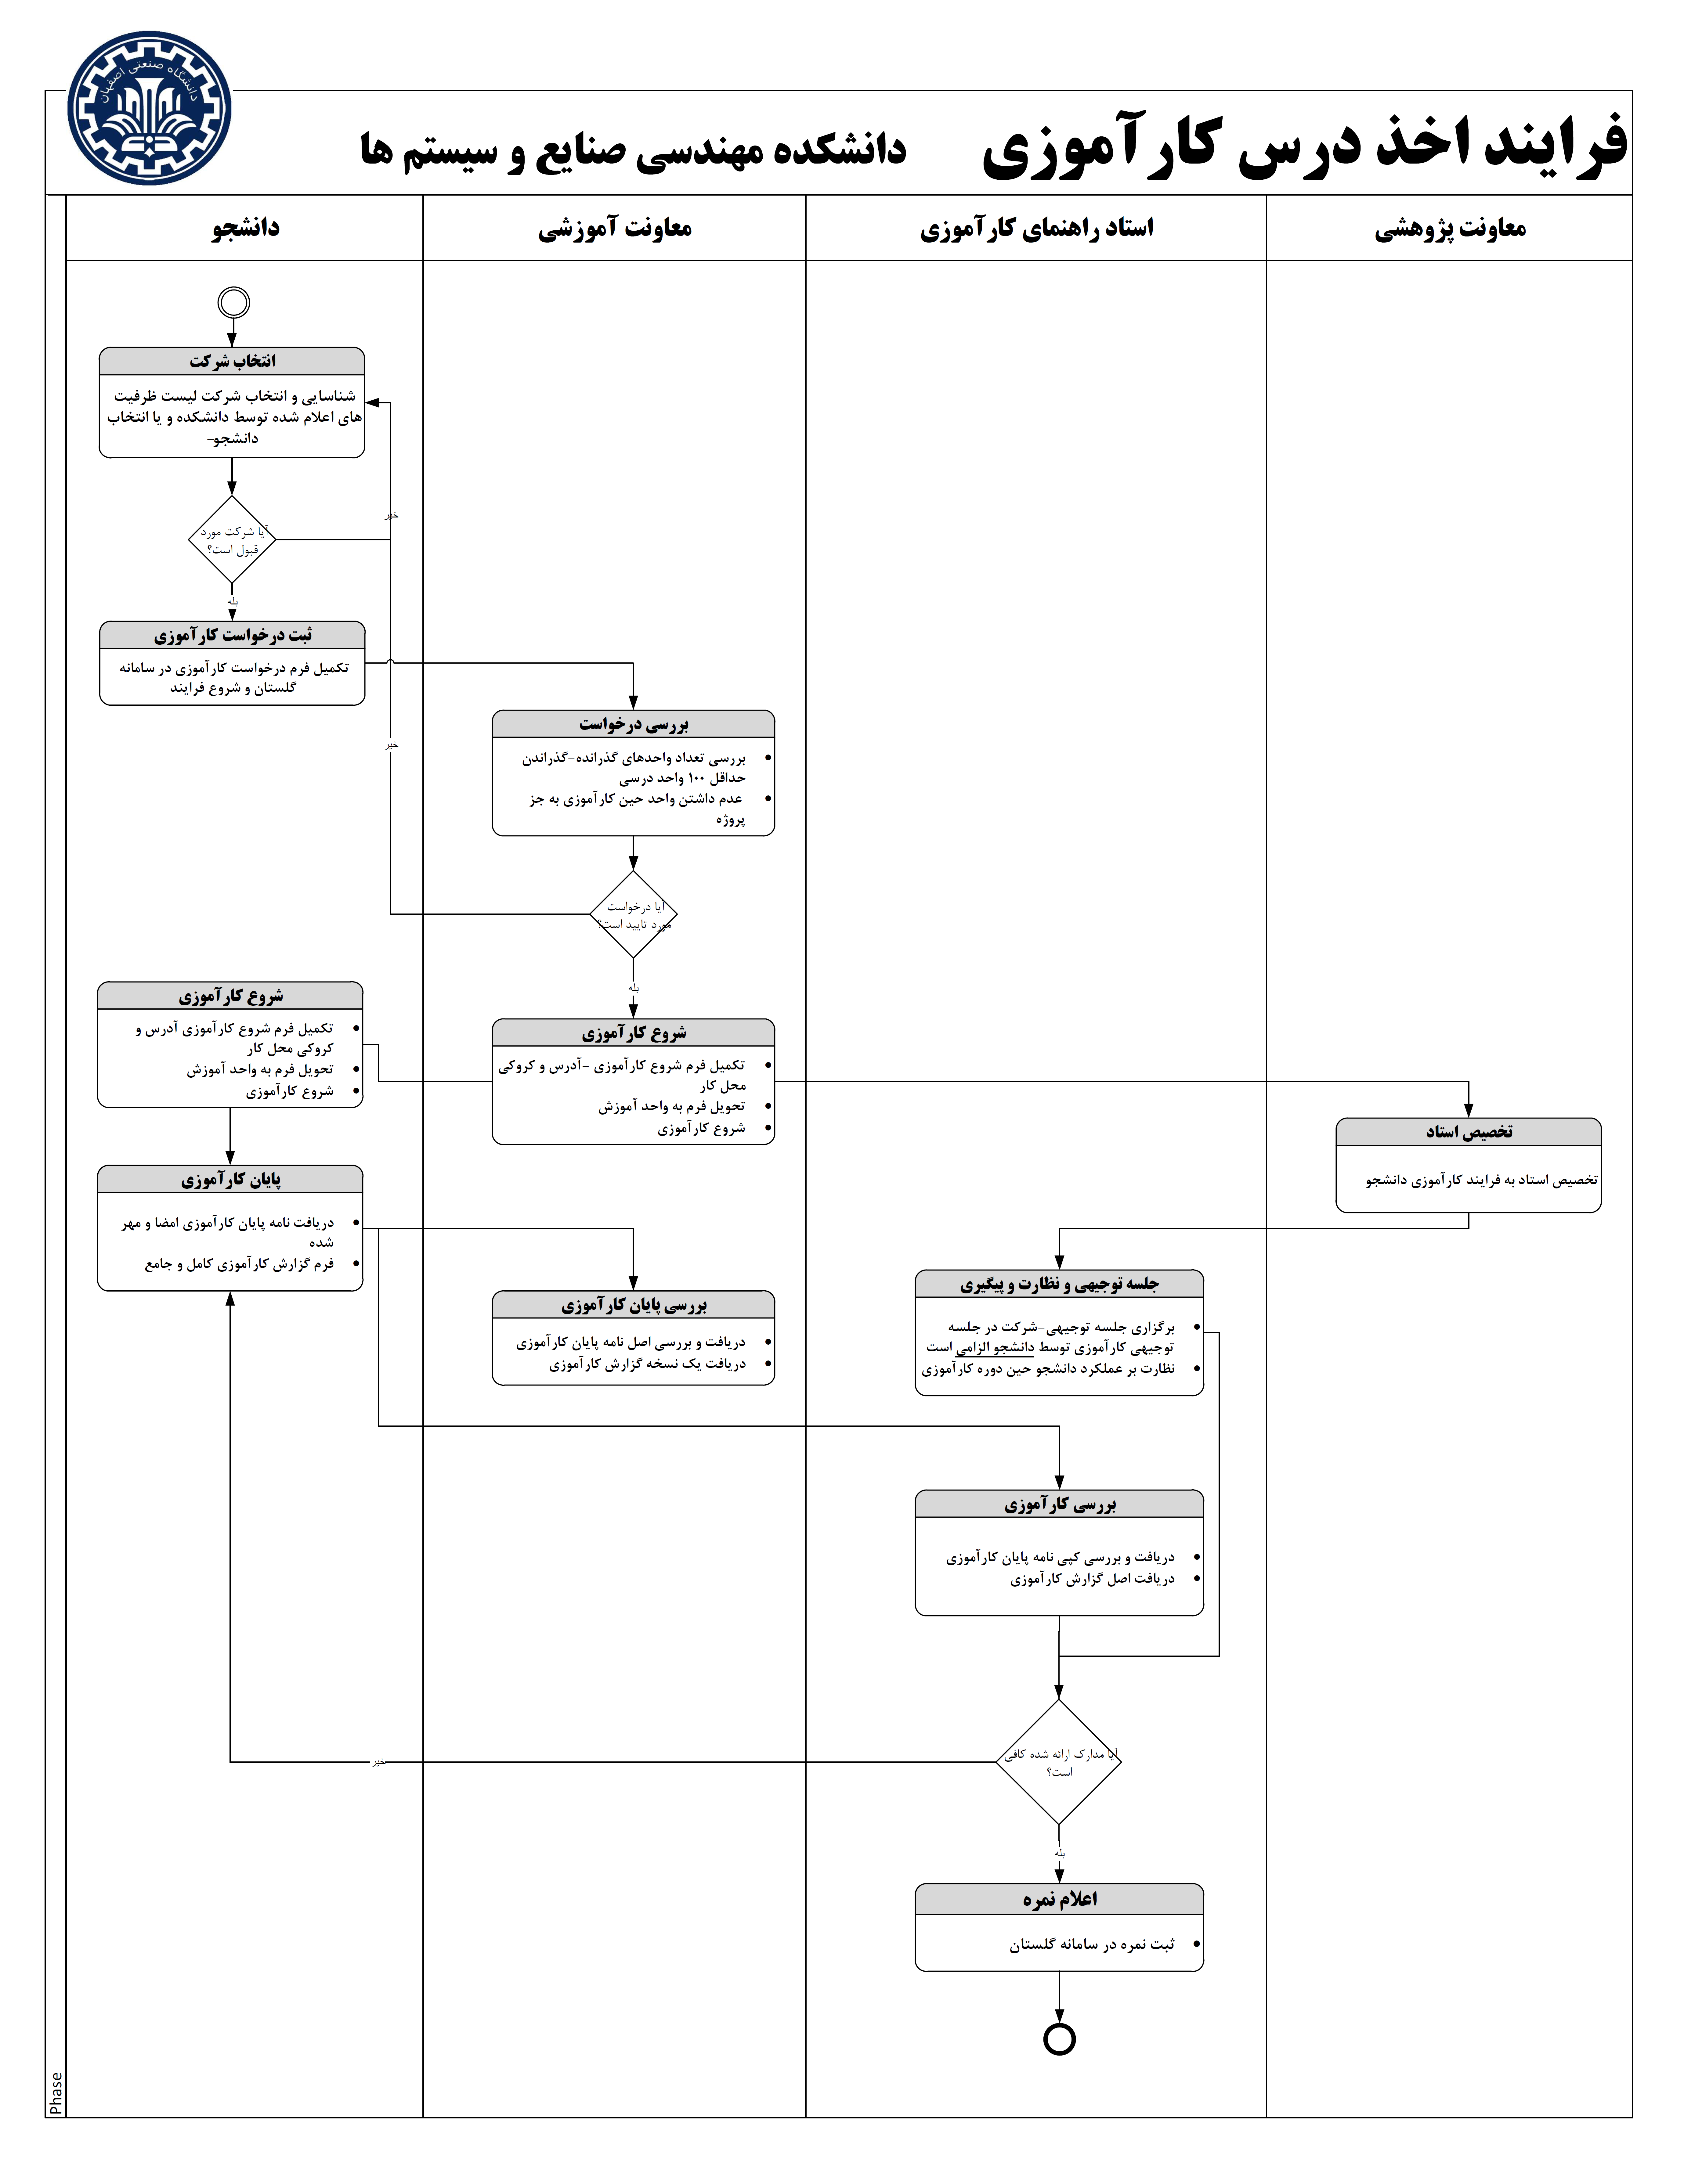 دانشگاه صنعتی اصفهان
فرایند اخذ درس کارآموزی
دانشکده مهندسی صنایع و سیستم ها
معاونت پژوهشی
استاد راهنمای کارآموزی
معاونت آموزشی
دانشجو
انتخاب شرکت
شناسایی و انتخاب شرکت لیست ظرفیت
های اعلام شده توسط دانشکده و یا انتخاب
دانشجو-
آیا شرکت مورد
قبول است؟
خیر
بله
ثبت درخواست کارآموزی
تکمیل فرم درخواست کارآموزی در سامانه
گلستان و شروع فرایند
بررسی درخواست
• بررسی تعداد واحدهای گذرانده-گذراندن
حداقل ۱۰۰ واحد درسی
• عدم داشتن واحد حین کارآموزی به جز
پروژه
خیر
آیا درخواست
مورد تایید است؟
بله
شروع کارآموزی
• تکمیل فرم شروع کارآموزی آدرس و
کروکی محل کار
• تحویل فرم به واحد آموزش
• شروع کارآموزی
شروع کارآموزی
• تکمیل فرم شروع کارآموزی -آدرس و کروکی
محل کار
• تحویل فرم به واحد آموزش
• شروع کارآموزی
تخصیص استاد
تخصیص استاد به فرایند کارآموزی دانشجو
پایان کارآموزی
• دریافت نامه پایان کارآموزی امضا و مهر
شده
• فرم گزارش کارآموزی کامل و جامع
بررسی پایان کارآموزی
• دریافت و بررسی اصل نامه پایان کارآموزی
• دریافت یک نسخه گزارش کارآموزی
جلسه توجیهی و نظارت و پیگیری
• برگزاری جلسه توجیهی-شرکت در جلسه
توجیهی کارآموزی توسط دانشجو الزامی است
• نظارت بر عملکرد دانشجو حین دوره کارآموزی
بررسی کارآموزی
• دریافت و بررسی کپی نامه پایان کارآموزی
• دریافت اصل گزارش کارآموزی
آیا مدارک ارائه شده کافی
است؟
خیر
بله
اعلام نمره
• ثبت نمره در سامانه گلستان
Phase